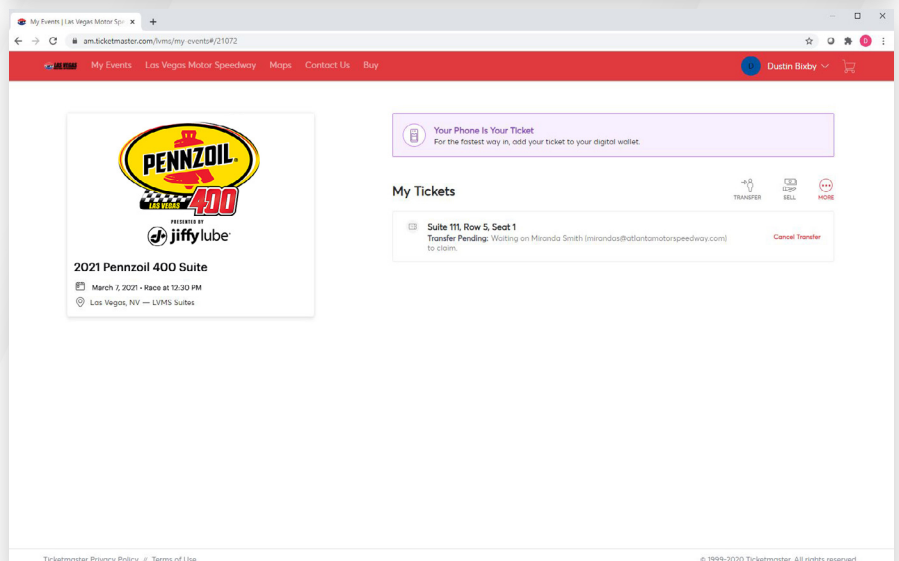 My Events | Las Vegas Motor Spe
am.ticketmaster.com/lvms/my-events#/21072
D
LAS VEGAS
My Events Las Vegas Motor Speedway Maps Contact Us Buy
D Dustin Bixby
PENNZOIL®
LAS VEGAS 400
PRESENTED BY
jiffylube®
2021 Pennzoil 400 Suite
March 7, 2021 • Race at 12:30 PM
Las Vegas, NV — LVMS Suites
Your Phone Is Your Ticket
For the fastest way in, add your ticket to your digital wallet.
My Tickets
TRANSFER SELL MORE
Suite 111, Row 5, Seat 1
Transfer Pending: Waiting on Miranda Smith (mirandas@atlantamotorspeedway.com)
to claim.
Cancel Transfer
Ticketmaster Privacy Policy // Terms of Use
© 1999-2020 Ticketmaster. All rights reserved.